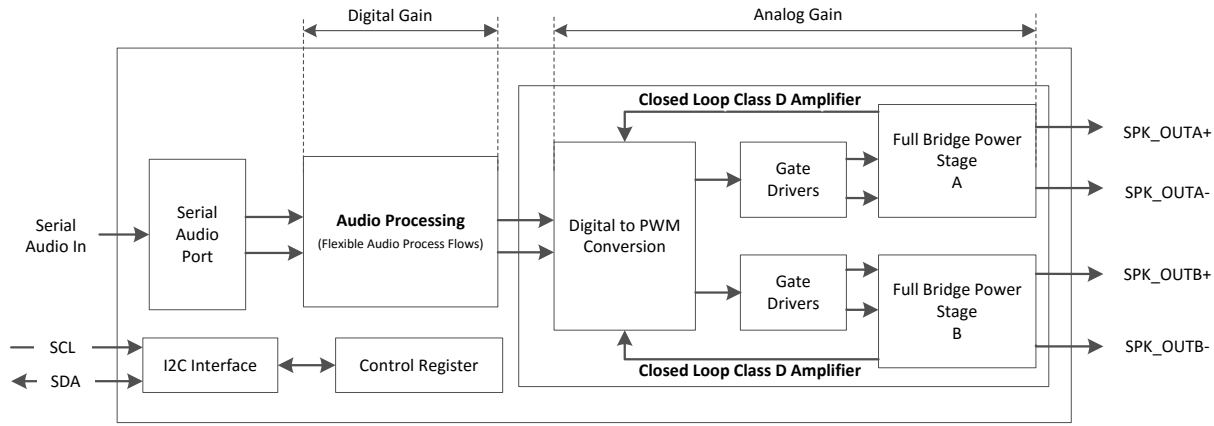 Digital Gain
Analog Gain
Closed Loop Class D Amplifier
Full Bridge Power
Stage
A
SPK_OUTA+
SPK_OUTA-
Gate
Drivers
Serial
Audio In
Serial
Audio
Port
Audio Processing
(Flexible Audio Process Flows)
Digital to PWM
Conversion
Gate
Drivers
Full Bridge Power
Stage
B
SPK_OUTB+
SPK_OUTB-
Closed Loop Class D Amplifier
SCL
SDA
I2C Interface
Control Register